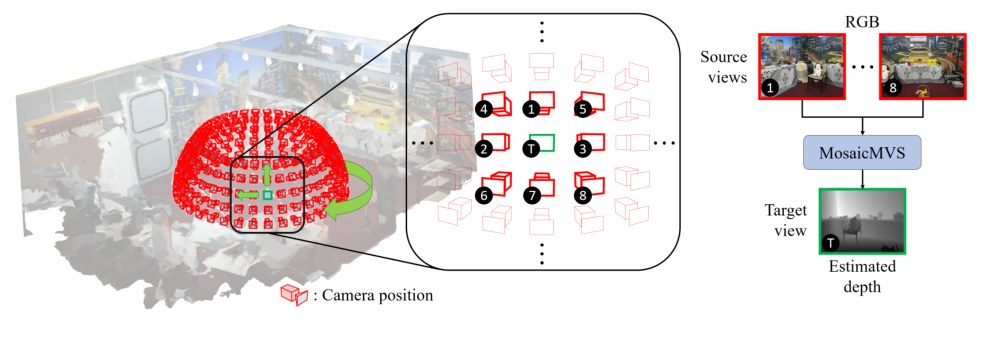 RGB
Source
views
1
8
4
1
5
2
T
3
6
7
8
MosaicMVS
Target
view
T
Estimated
depth
: Camera position